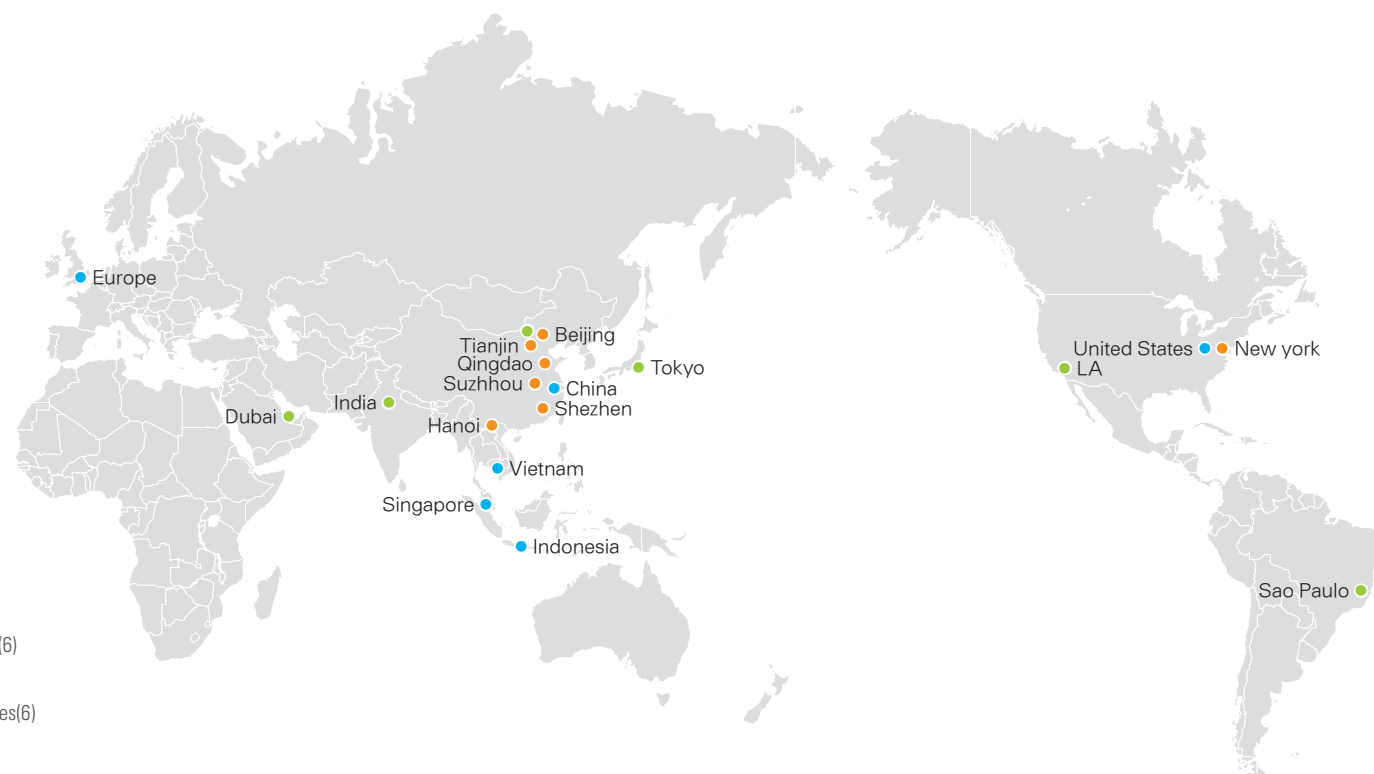 Europe
Beijing
Tianjin
Qingdao
Tokyo
United States
New york
LA
Suzhhou
China
India
Shezhen
Dubai
Hanoi
Vietnam
Singapore
Indonesia
Sao Paulo
(6)
es(6)